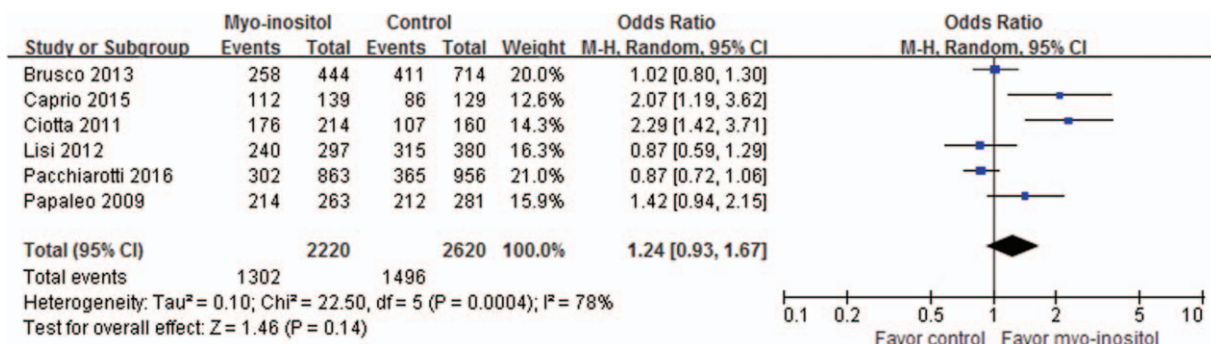 Myo-inositol Control Odds Ratio Odds Ratio
Study or Subgroup Events Total Events Total Weight M-H, Random, 95% CI M-H, Random, 95% CI
Brusco 2013 258 444 411 714 20.0% 1.02 [0.80, 1.30]
Caprio 2015 112 139 86 129 12.6% 2.07 [1.19, 3.62]
Ciotta 2011 176 214 107 160 14.3% 2.29 [1.42, 3.71]
Lisi 2012 240 297 315 380 16.3% 0.87 [0.59, 1.29]
Pacchiarotti 2016 302 863 365 956 21.0% 0.87 [0.72, 1.06]
Papaleo 2009 214 263 212 281 15.9% 1.42 [0.94, 2.15]
Total (95% CI) 2220 2620 100.0% 1.24 [0.93, 1.67]
Total events 1302 1496
Heterogeneity: Tau² = 0.10; Chi² = 22.50, df = 5 (P = 0.0004); I² = 78%
Test for overall effect: Z = 1.46 (P = 0.14)
0.1 0.2 0.5 1 2 5 10
Favor control Favor myo-inositol